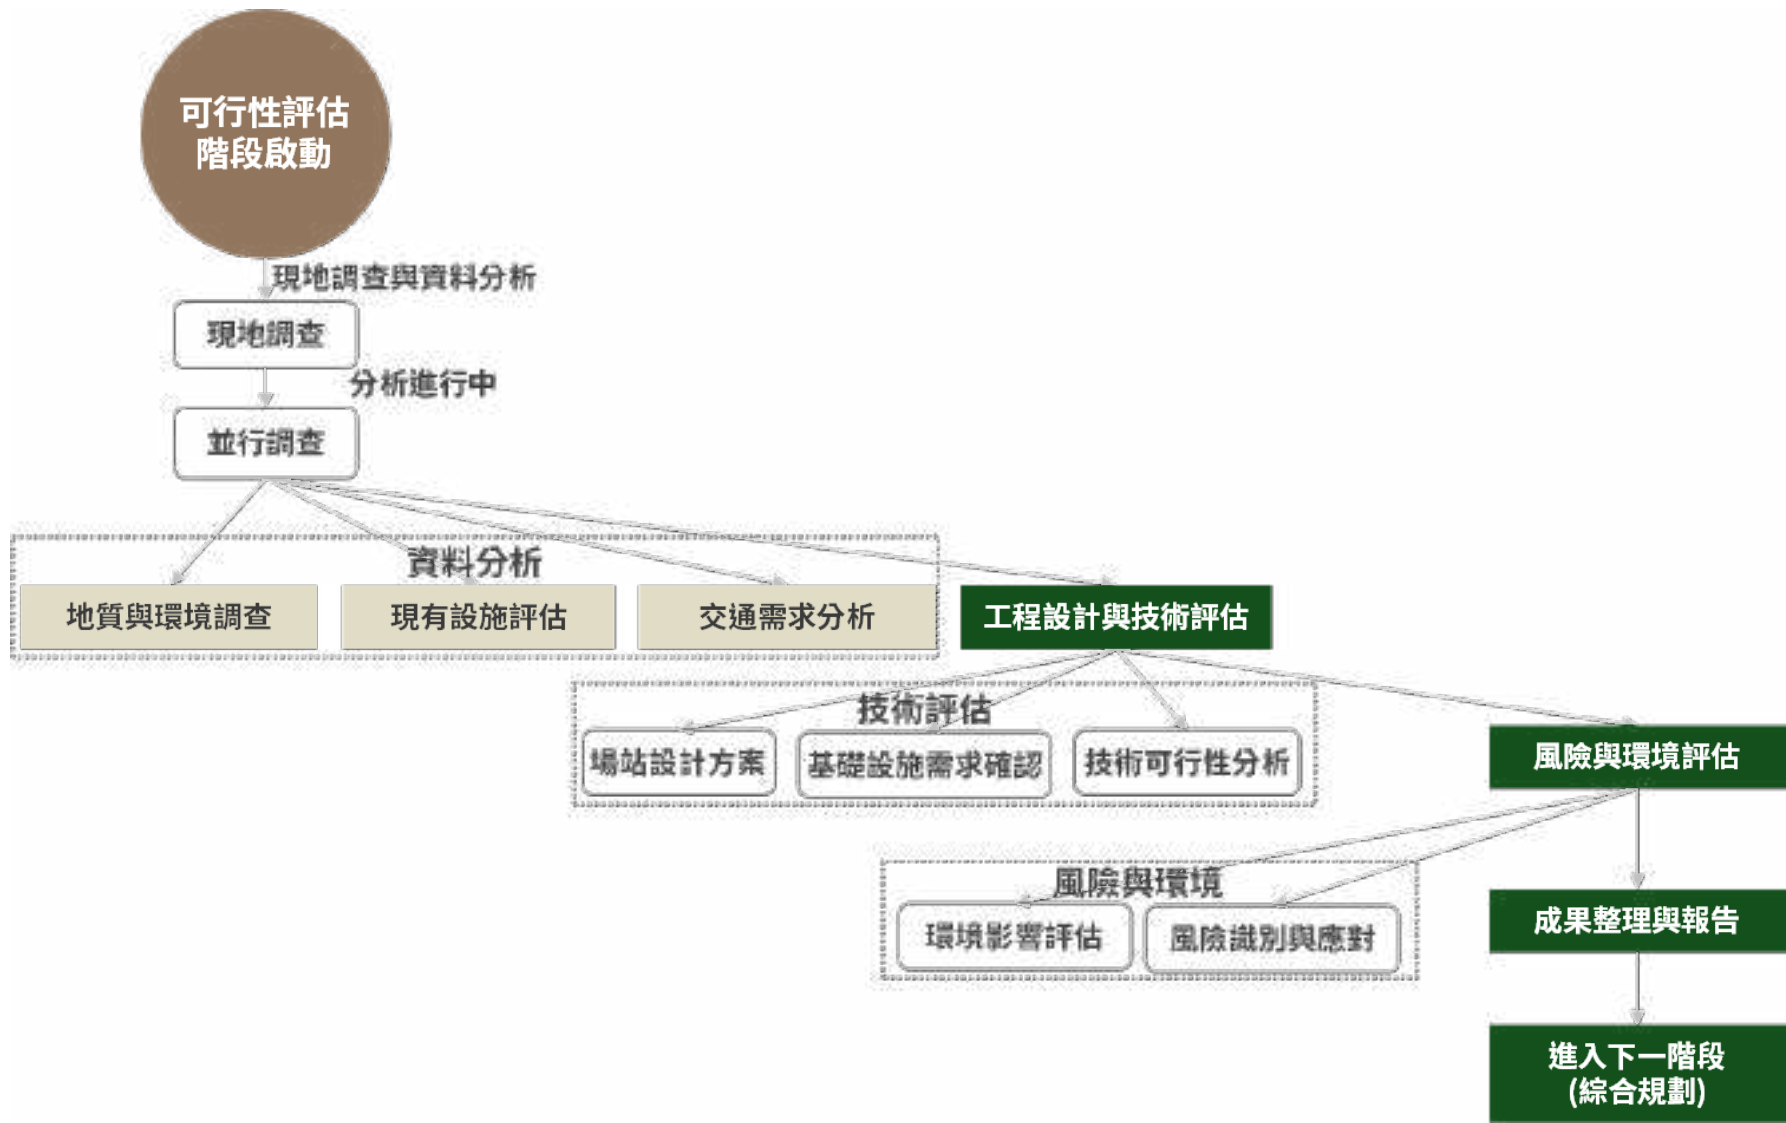 可行性評估
階段啟動
現地調查與資料分析
現地調查
分析進行中
並行調查
資料分析
地質與環境調查
現有設施評估
交通需求分析
工程設計與技術評估
技術評估
場站設計方案
基礎設施需求確認
技術可行性分析
風險與環境評估
風險與環境
環境影響評估
風險識別與應對
成果整理與報告
進入下一階段
(綜合規劃)